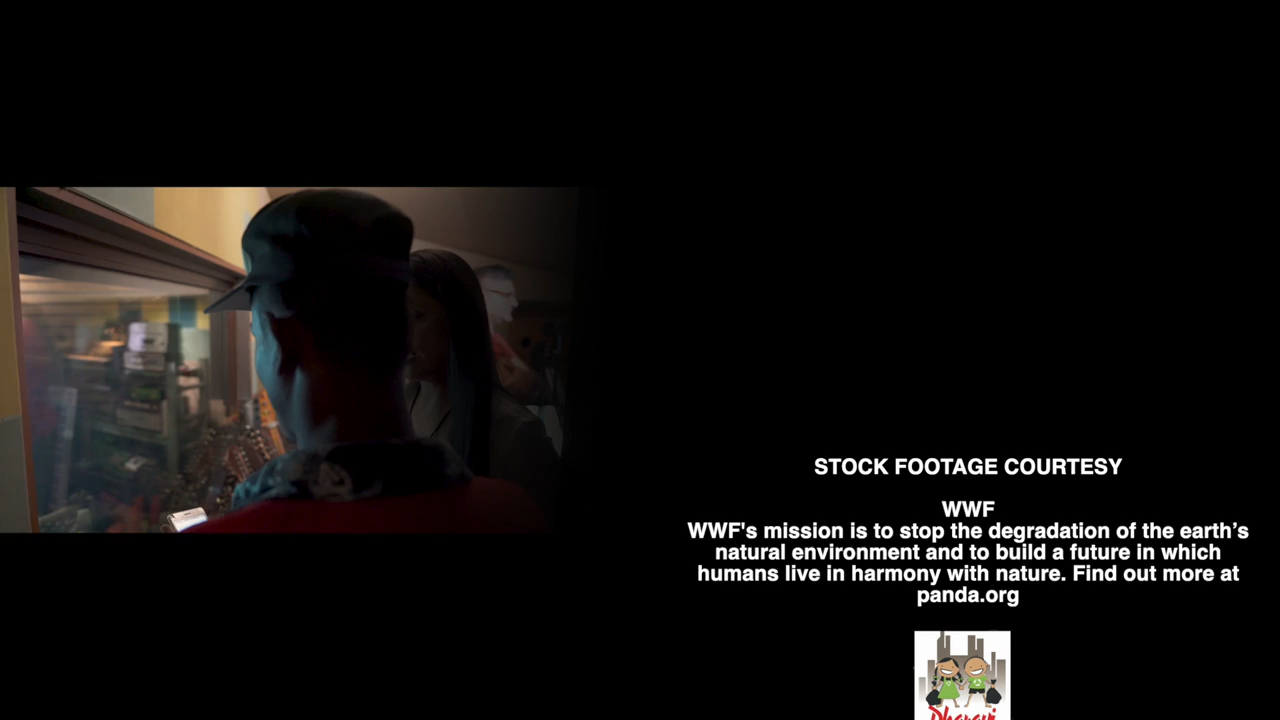 STOCK FOOTAGE COURTESY
WWF
WWF's mission is to stop the degradation of the earth’s
natural environment and to build a future in which
humans live in harmony with nature. Find out more at
panda.org
Dharavi